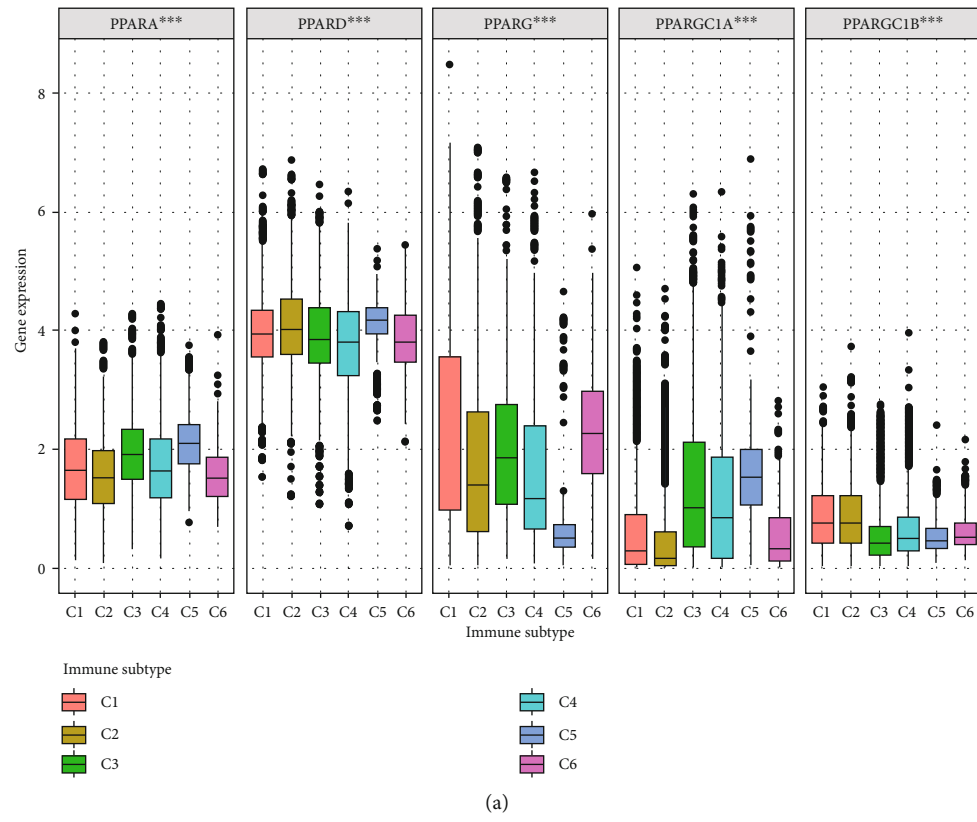 PPARA*** PPARD*** PPARG*** PPARGC1A*** PPARGC1B***
8
6
4
2
0
Gene expression
C1 C2 C3 C4 C5 C6 C1 C2 C3 C4 C5 C6 C1 C2 C3 C4 C5 C6 C1 C2 C3 C4 C5 C6 C1 C2 C3 C4 C5 C6
Immune subtype
Immune subtype
C1 C4
C2 C5
C3 C6
(a)